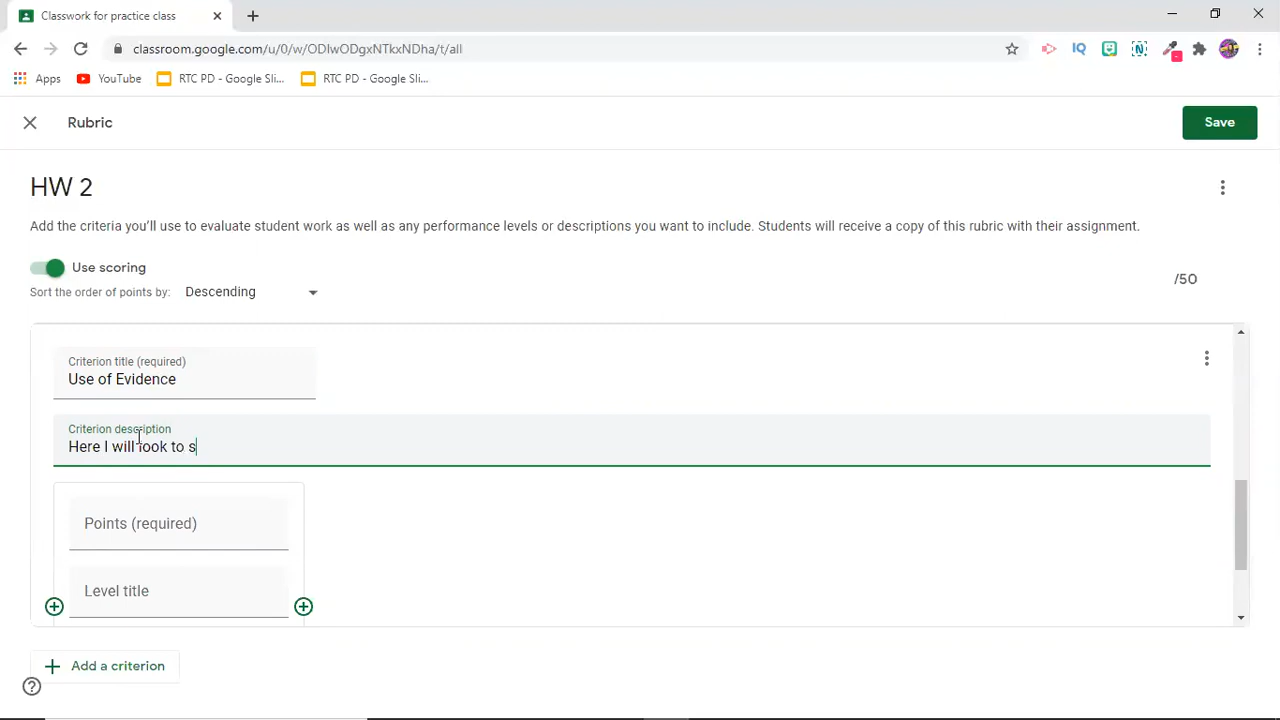 Classwork for practice class
classroom.google.com/u/0/w/ODIwODgxNTkxNDha/t/all
IQ
N
Apps
YouTube
RTC PD - Google Sli...
RTC PD - Google Sli...
Rubric
Save
HW 2
Add the criteria you'll use to evaluate student work as well as any performance levels or descriptions you want to include. Students will receive a copy of this rubric with their assignment.
Use scoring
Sort the order of points by: Descending
/50
Criterion title (required)
Use of Evidence
Criterion description
Here I will look to s
Points (required)
Level title
Add a criterion